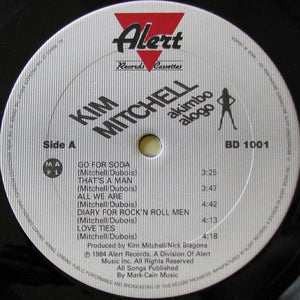 Alert
Records & Cassettes
KIM
MITCHELL
akimbo
alogo
Side A
BD 1001
M A
P L
GO FOR SODA
(Mitchell/Dubois) 3:25
THAT'S A MAN
(Mitchell/Dubois) 4:21
ALL WE ARE
(Mitchell/Dubois) 4:42
DIARY FOR ROCK'N ROLL MEN
(Mitchell/Dubois) 4:13
LOVE TIES
(Mitchell/Dubois) 4:18
Produced by Kim Mitchell/Nick Blagona
℗ 1984 Alert Records, A Division Of Alert
Music Inc. All Rights Reserved
All Songs Published
By Mark-Cain Music